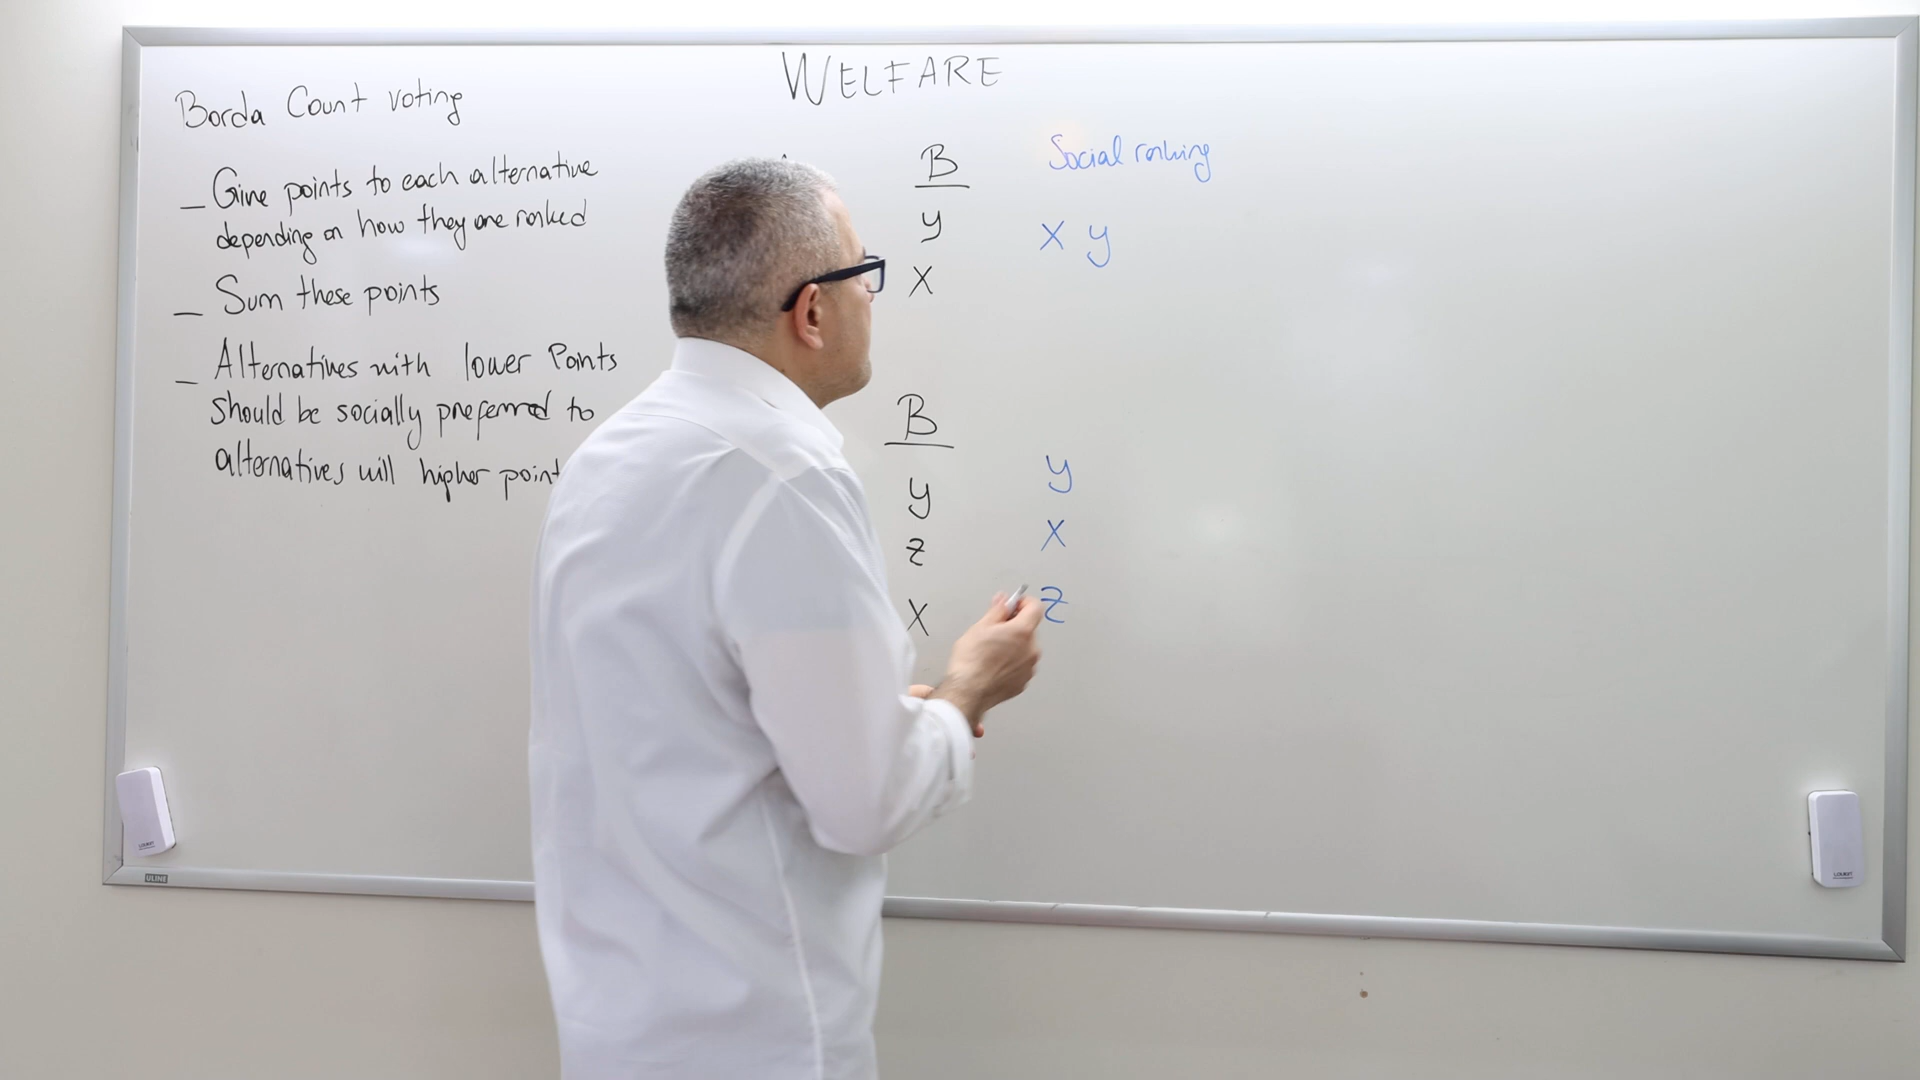 WELFARE
Borda Count voting
— Give points to each alternative
depending on how they are ranked
— Sum these points
— Alternatives with lower Points
should be socially preferred to
alternatives will higher point
B
y
x
Social ranking
x y
B
y
z
x
y
x
z
ULINE